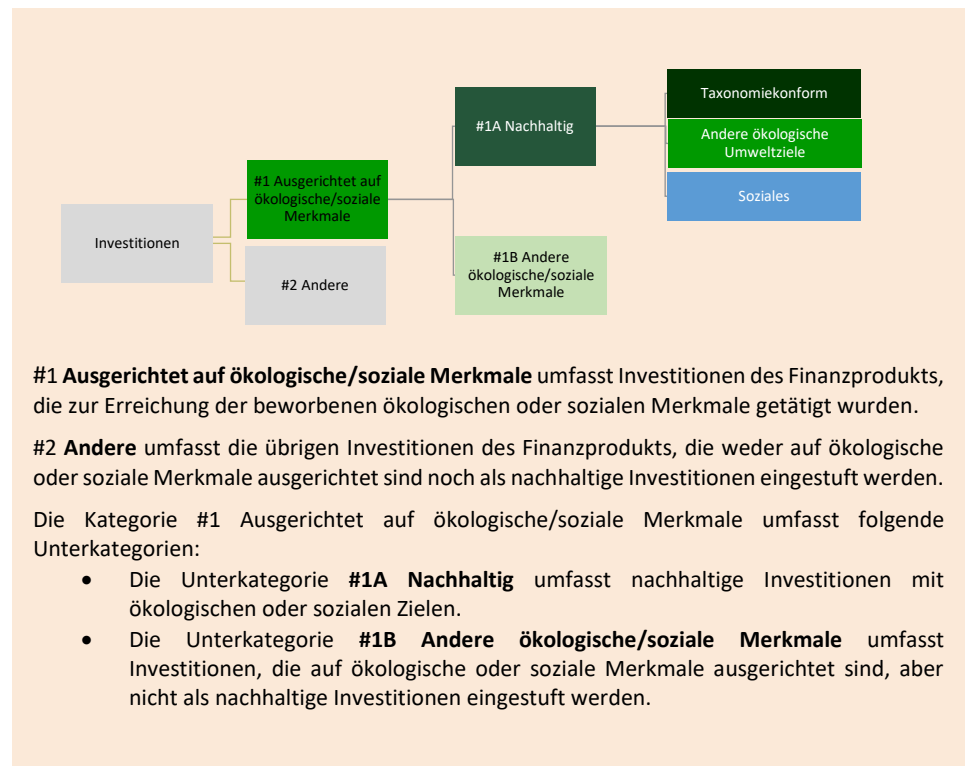 Taxonomiekonform
#1A Nachhaltig
Andere ökologische
Umweltziele
#1 Ausgerichtet auf
ökologische/soziale
Merkmale
Soziales
Investitionen
#1B Andere
ökologische/soziale
Merkmale
#2 Andere
#1 Ausgerichtet auf ökologische/soziale Merkmale umfasst Investitionen des Finanzprodukts,
die zur Erreichung der beworbenen ökologischen oder sozialen Merkmale getätigt wurden.
#2 Andere umfasst die übrigen Investitionen des Finanzprodukts, die weder auf ökologische
oder soziale Merkmale ausgerichtet sind noch als nachhaltige Investitionen eingestuft werden.
Die Kategorie #1 Ausgerichtet auf ökologische/soziale Merkmale umfasst folgende
Unterkategorien:
• Die Unterkategorie #1A Nachhaltig umfasst nachhaltige Investitionen mit
ökologischen oder sozialen Zielen.
• Die Unterkategorie #1B Andere ökologische/soziale Merkmale umfasst
Investitionen, die auf ökologische oder soziale Merkmale ausgerichtet sind, aber
nicht als nachhaltige Investitionen eingestuft werden.